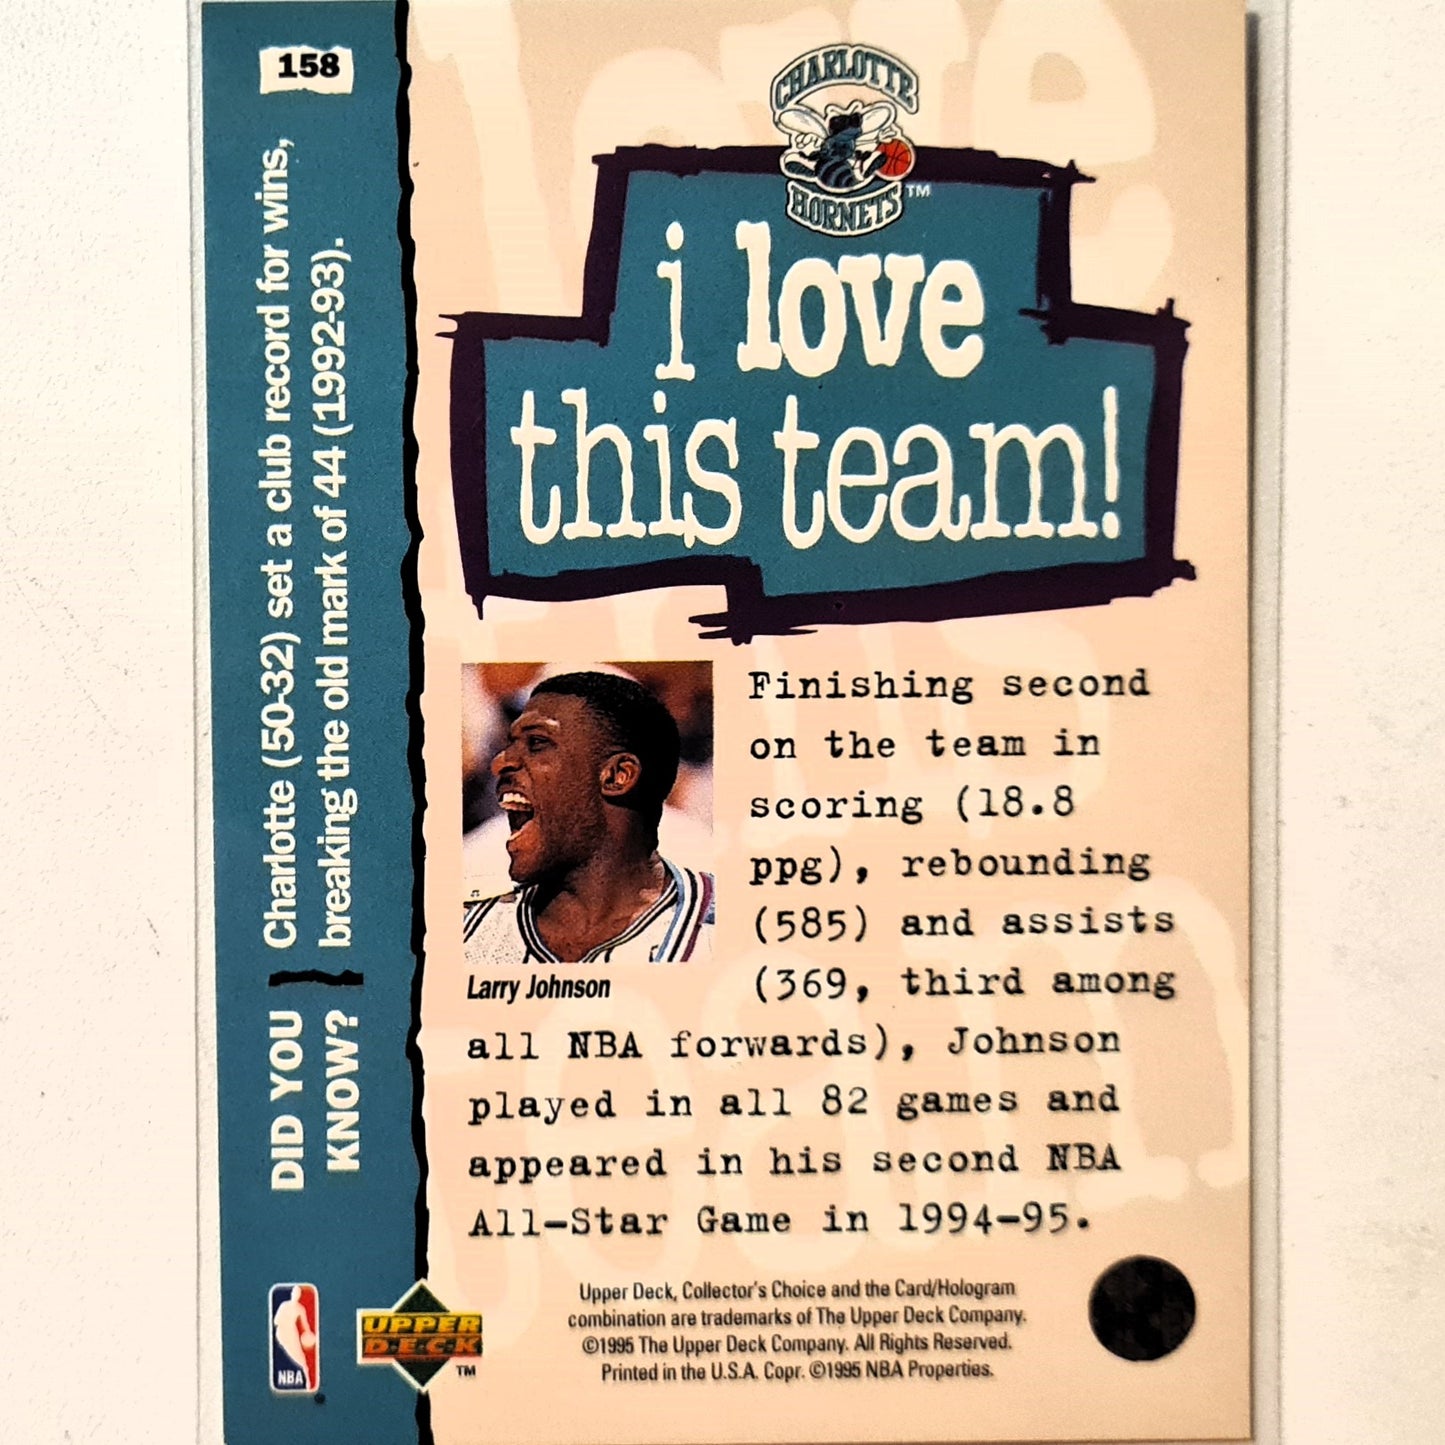 158
DID YOU
KNOW?
Charlotte (50-32) set a club record for wins,
breaking the old mark of 44 (1992-93).
CHARLOTTE
HORNETS™
i love
this team!
Larry Johnson
Finishing second
on the team in
scoring (18.8
ppg), rebounding
(585) and assists
(369, third among
all NBA forwards), Johnson
played in all 82 games and
appeared in his second NBA
All-Star Game in 1994-95.
NBA
UPPER
DECK
™
Upper Deck, Collector's Choice and the Card/Hologram
combination are trademarks of The Upper Deck Company.
©1995 The Upper Deck Company. All Rights Reserved.
Printed in the U.S.A. Copr. ©1995 NBA Properties.